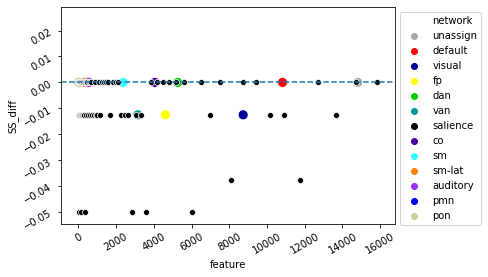 0.02
0.01
0.00
−0.01
−0.02
−0.03
−0.04
−0.05
SS_diff
0 2000 4000 6000 8000 10000 12000 14000 16000
feature
network
unassign
default
visual
fp
dan
van
salience
co
sm
sm-lat
auditory
pmn
pon